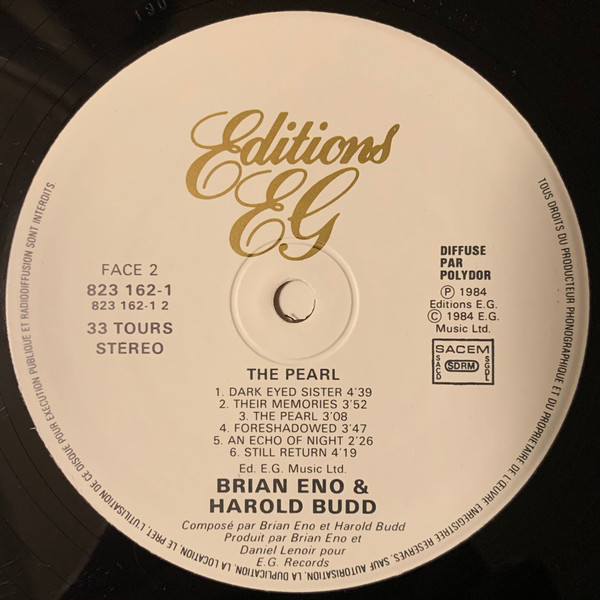 190
Editions
EG
FACE 2
823 162-1
823 162-1 2
33 TOURS
STEREO
DIFFUSE
PAR
POLYDOR
Ⓟ 1984
Editions E.G.
© 1984 E.G.
Music Ltd.
SACEM
SACD
SDRM
SGDL
THE PEARL
1. DARK EYED SISTER 4'39
2. THEIR MEMORIES 3'52
3. THE PEARL 3'08
4. FORESHADOWED 3'47
5. AN ECHO OF NIGHT 2'26
6. STILL RETURN 4'19
Ed. E.G. Music Ltd.
BRIAN ENO &
HAROLD BUDD
Composé par Brian Eno et Harold Budd
Produit par Brian Eno et
Daniel Lenoir pour
E.G. Records
TOUS DROITS DU PRODUCTEUR PHONOGRAPHIQUE ET DU PROPRIETAIRE DE L'ŒUVRE ENREGISTREE RESERVES. SAUF AUTORISATION, LA DUPLICATION, LA LOCATION, LE PRET, L'UTILISATION DE CE DISQUE POUR EXECUTION PUBLIQUE ET RADIODIFFUSION SONT INTERDITS